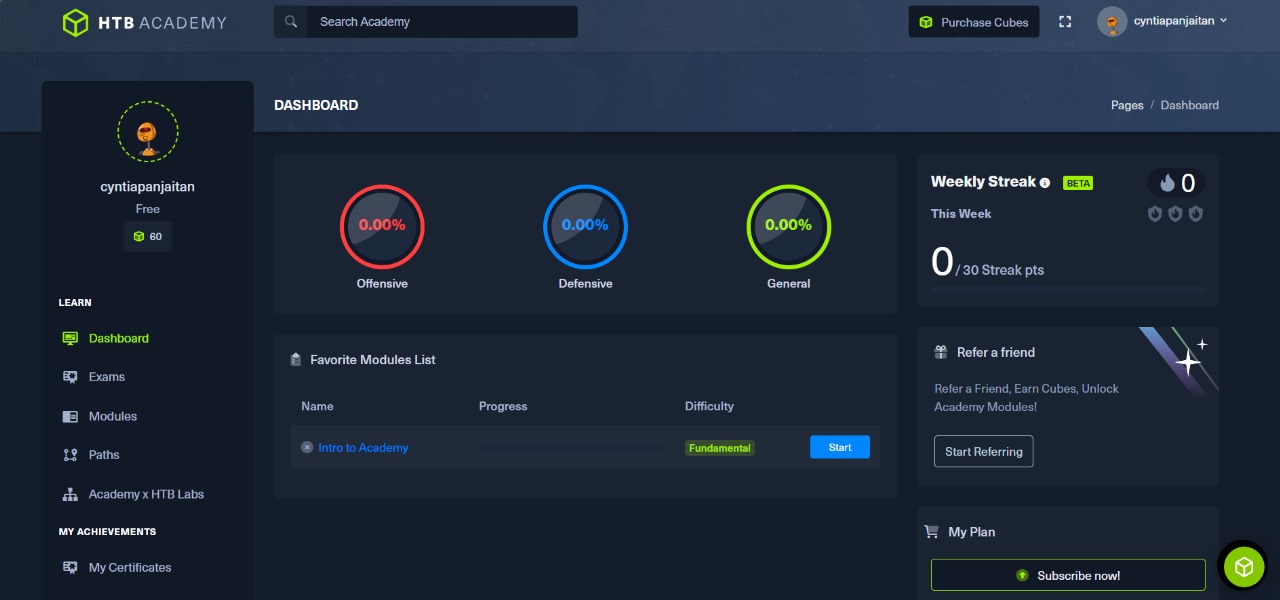 HTB ACADEMY
Search Academy
Purchase Cubes
cyntiapanjaitan
DASHBOARD
Pages / Dashboard
cyntiapanjaitan
Free
60
LEARN
Dashboard
Exams
Modules
Paths
Academy x HTB Labs
MY ACHIEVEMENTS
My Certificates
0.00% 0.00% 0.00%
Offensive Defensive General
Favorite Modules List
Name Progress Difficulty
Intro to Academy Fundamental Start
Weekly Streak BETA 0
This Week
0 / 30 Streak pts
Refer a friend
Refer a Friend, Earn Cubes, Unlock
Academy Modules!
Start Referring
My Plan
Subscribe now!